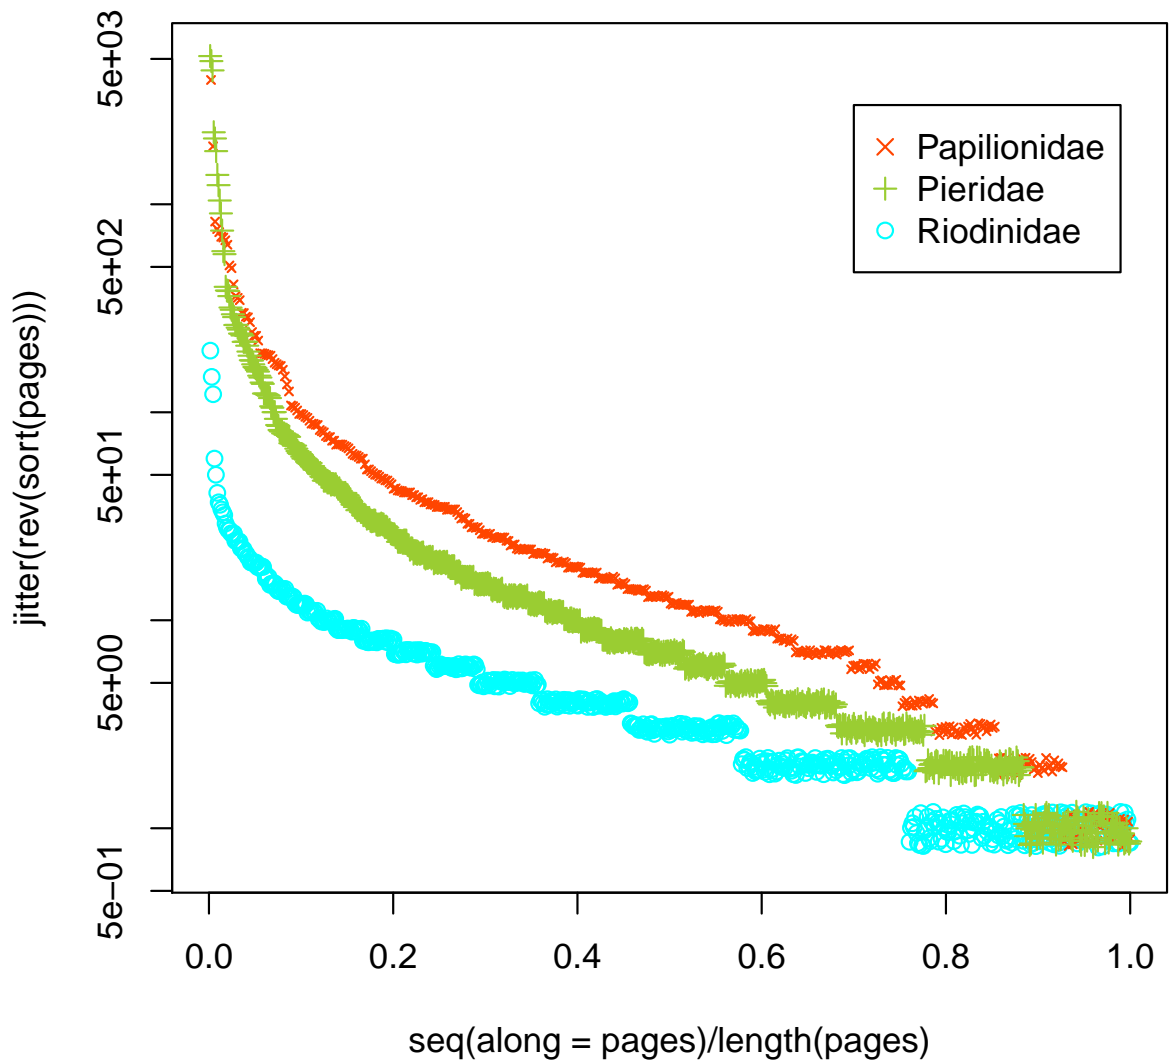 jitter(rev(sort(pages)))
5e+03
5e+02
5e+01
5e+00
5e−01
Papilionidae
Pieridae
Riodinidae
0.0 0.2 0.4 0.6 0.8 1.0
seq(along = pages)/length(pages)